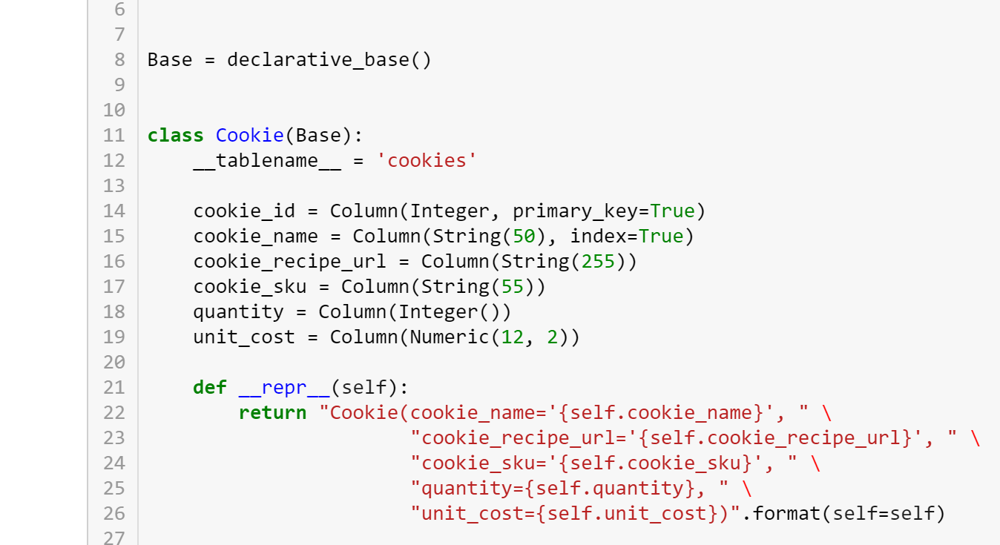 6
7
8 Base = declarative_base()
9
10
11 class Cookie(Base):
12     __tablename__ = 'cookies'
13
14     cookie_id = Column(Integer, primary_key=True)
15     cookie_name = Column(String(50), index=True)
16     cookie_recipe_url = Column(String(255))
17     cookie_sku = Column(String(55))
18     quantity = Column(Integer())
19     unit_cost = Column(Numeric(12, 2))
20
21     def __repr__(self):
22         return "Cookie(cookie_name='{self.cookie_name}', " \
23                        "cookie_recipe_url='{self.cookie_recipe_url}', " \
24                        "cookie_sku='{self.cookie_sku}', " \
25                        "quantity={self.quantity}, " \
26                        "unit_cost={self.unit_cost})".format(self=self)
27